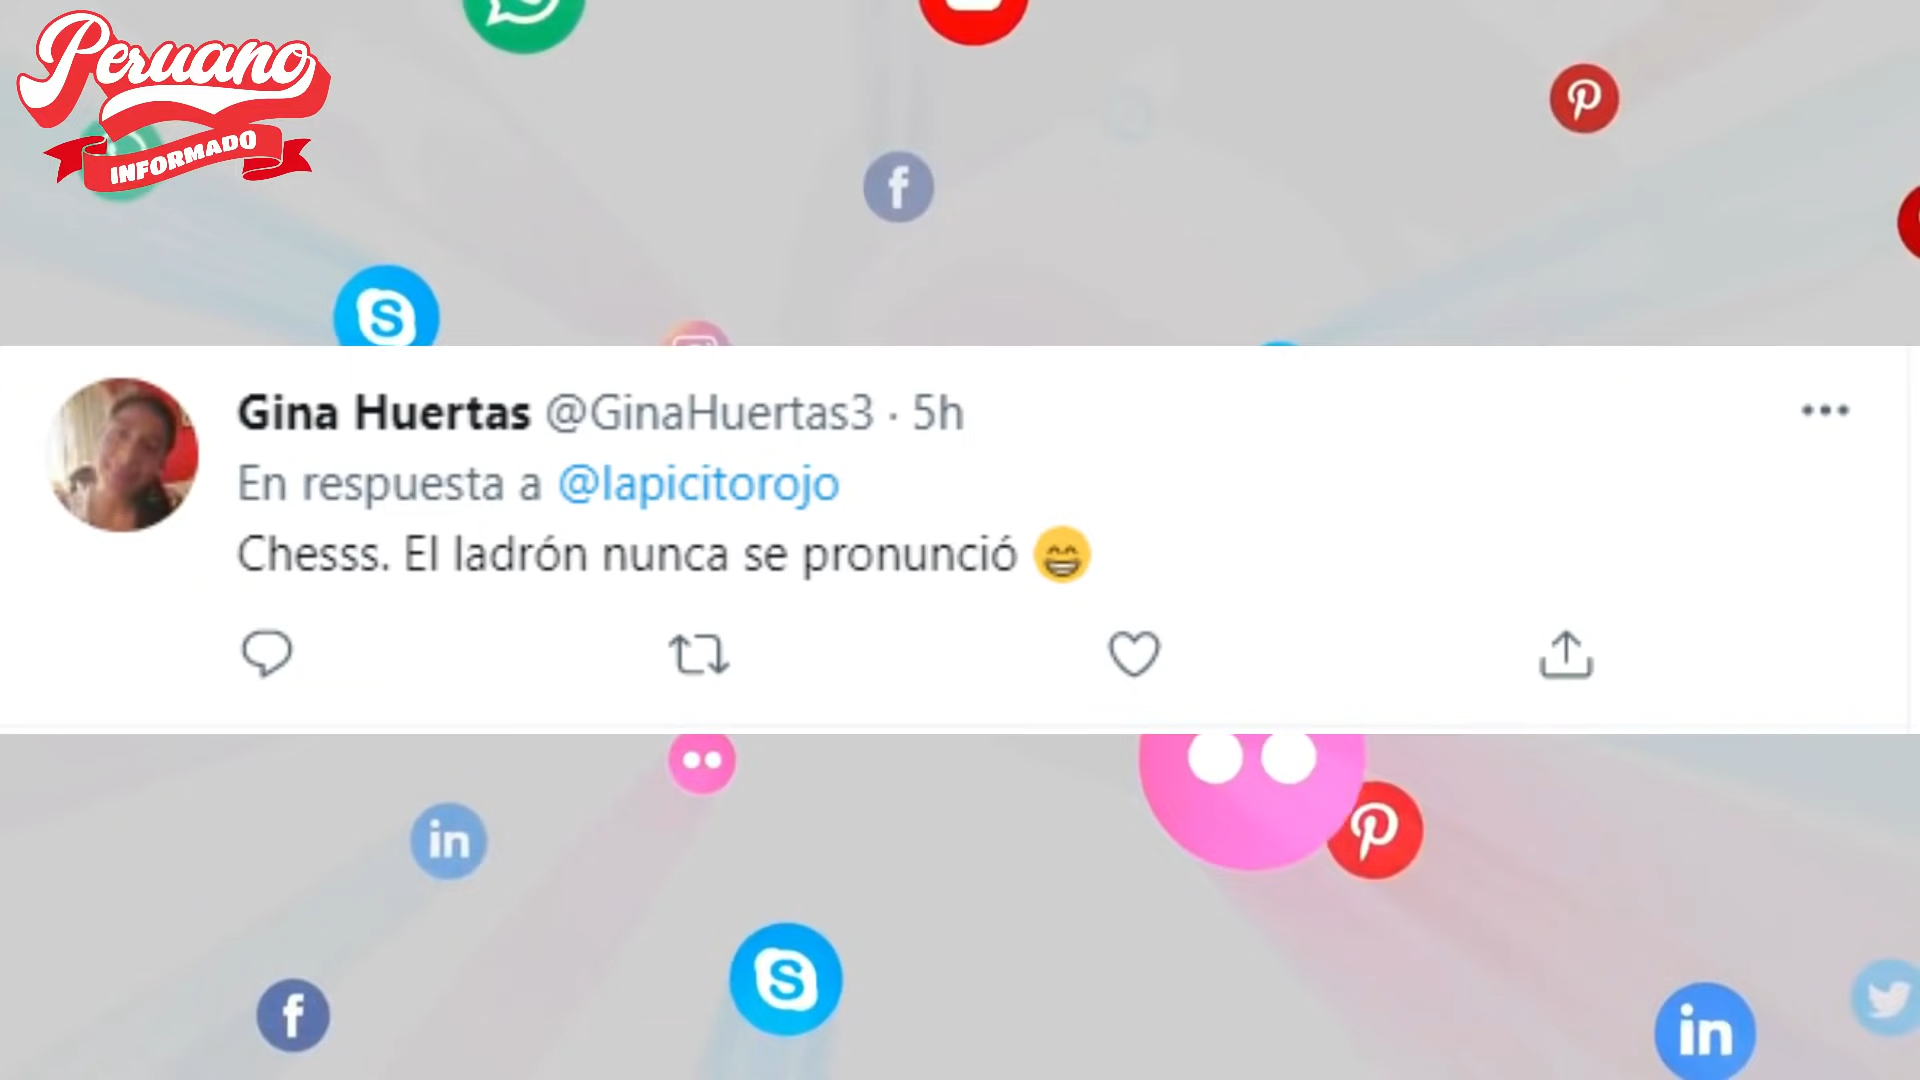 Peruano
INFORMADO
Gina Huertas @GinaHuertas3 · 5h
En respuesta a @lapicitorojo
Chesss. El ladrón nunca se pronunció 😁